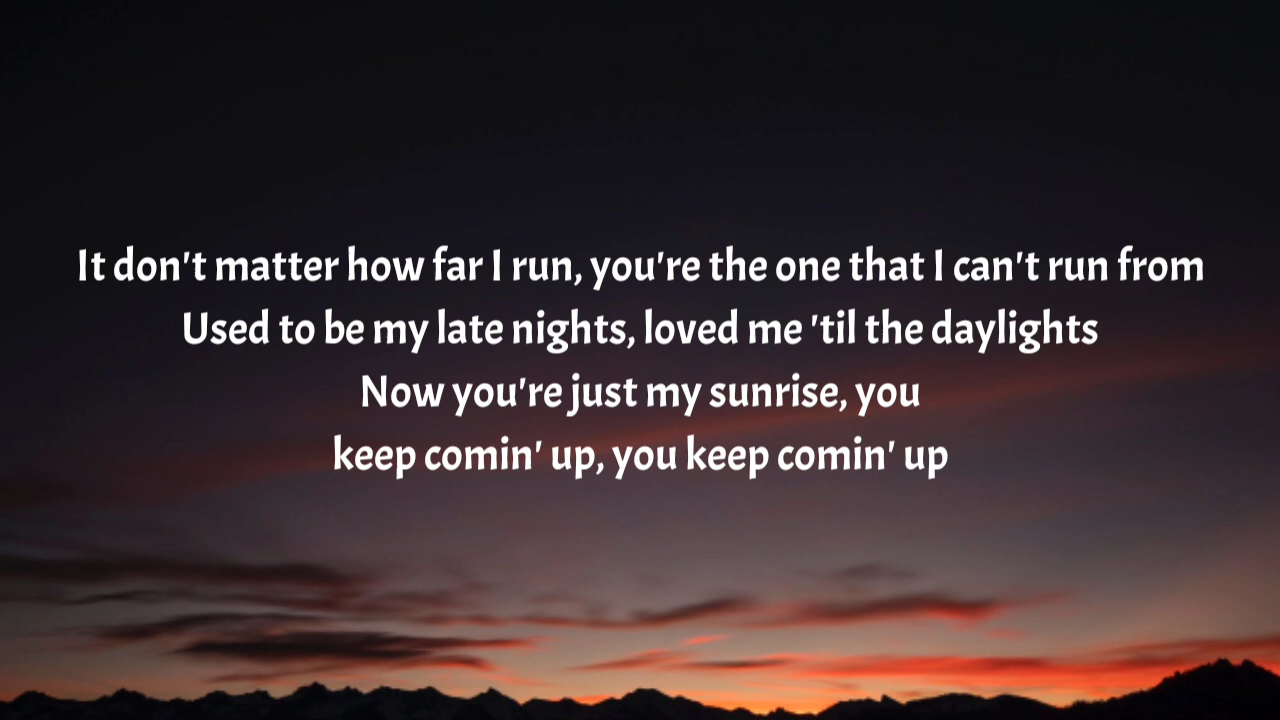 It don't matter how far I run, you're the one that I can't run from
Used to be my late nights, loved me 'til the daylights
Now you're just my sunrise, you
keep comin' up, you keep comin' up